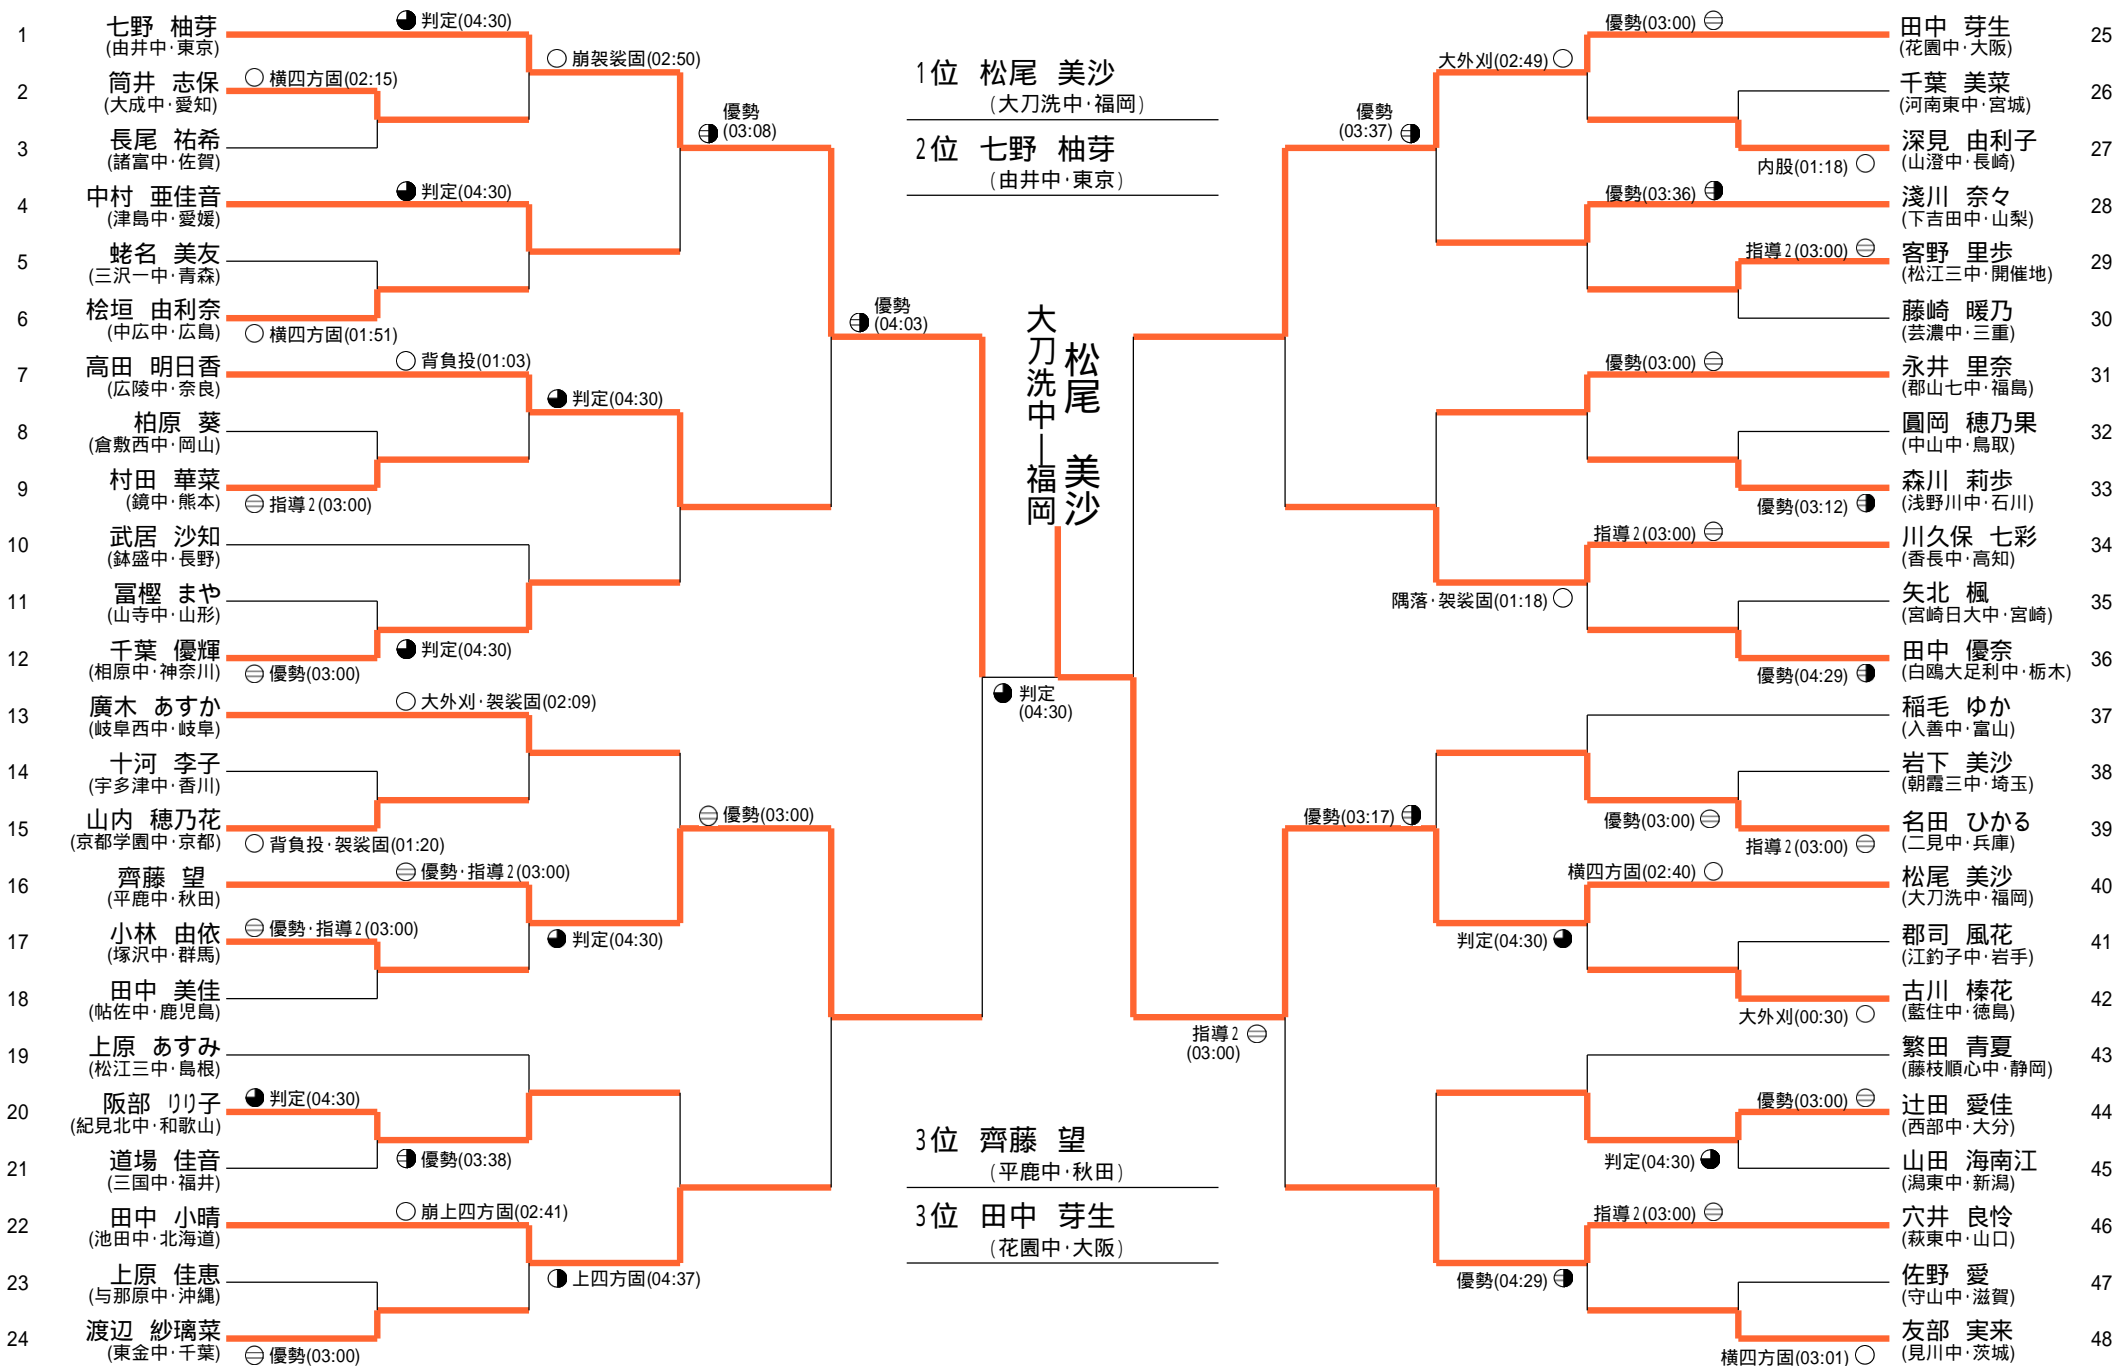 1 七野 柚芽
(由井中·東京)
2 筒井 志保
(大成中·愛知)
3 長尾 祐希
(諸富中·佐賀)
4 中村 亜佳音
(津島中·愛媛)
5 蛯名 美友
(三沢一中·青森)
6 桧垣 由利奈
(中広中·広島)
7 高田 明日香
(広陵中·奈良)
8 柏原 葵
(倉敷西中·岡山)
9 村田 華菜
(鏡中·熊本)
10 武居 沙知
(鉢盛中·長野)
11 冨樫 まや
(山寺中·山形)
12 千葉 優輝
(相原中·神奈川)
13 廣木 あすか
(岐阜西中·岐阜)
14 十河 李子
(宇多津中·香川)
15 山内 穂乃花
(京都学園中·京都)
16 齊藤 望
(平鹿中·秋田)
17 小林 由依
(塚沢中·群馬)
18 田中 美佳
(帖佐中·鹿児島)
19 上原 あすみ
(松江三中·島根)
20 阪部 りり子
(紀見北中·和歌山)
21 道場 佳音
(三国中·福井)
22 田中 小晴
(池田中·北海道)
23 上原 佳恵
(与那原中·沖縄)
24 渡辺 紗璃菜
(東金中·千葉)
○ 横四方固(02:15)
○ 横四方固(01:51)
指導2(03:00)
優勢(03:00)
○ 背負投·袈裟固(01:20)
優勢·指導2(03:00)
判定(04:30)
優勢(03:00)
判定(04:30)
判定(04:30)
○ 背負投(01:03)
判定(04:30)
○ 大外刈·袈裟固(02:09)
優勢·指導2(03:00)
優勢(03:38)
○ 崩上四方固(02:41)
○ 崩袈裟固(02:50)
判定(04:30)
判定(04:30)
上四方固(04:37)
優勢
(03:08)
優勢(03:00)
優勢
(04:03)
判定
(04:30)
1位 松尾 美沙
(大刀洗中·福岡)
2位 七野 柚芽
(由井中·東京)
大刀洗中―福岡
松尾 美沙
3位 齊藤 望
(平鹿中·秋田)
3位 田中 芽生
(花園中·大阪)
指導2
(03:00)
優勢
(03:37)
優勢(03:17)
大外刈(02:49) ○
隅落·袈裟固(01:18) ○
判定(04:30)
優勢(04:29)
優勢(03:00)
優勢(03:36)
優勢(03:00)
指導2(03:00)
優勢(03:00)
横四方固(02:40) ○
判定(04:30)
指導2(03:00)
内股(01:18) ○
指導2(03:00)
優勢(03:12)
優勢(04:29)
指導2(03:00)
大外刈(00:30) ○
優勢(03:00)
横四方固(03:01) ○
田中 芽生 25
(花園中·大阪)
千葉 美菜 26
(河南東中·宮城)
深見 由利子 27
(山澄中·長崎)
淺川 奈々 28
(下吉田中·山梨)
客野 里歩 29
(松江三中·開催地)
藤崎 暖乃 30
(芸濃中·三重)
永井 里奈 31
(郡山七中·福島)
圓岡 穂乃果 32
(中山中·鳥取)
森川 莉歩 33
(浅野川中·石川)
川久保 七彩 34
(香長中·高知)
矢北 楓 35
(宮崎日大中·宮崎)
田中 優奈 36
(白鴎大足利中·栃木)
稲毛 ゆか 37
(入善中·富山)
岩下 美沙 38
(朝霞三中·埼玉)
名田 ひかる 39
(二見中·兵庫)
松尾 美沙 40
(大刀洗中·福岡)
郡司 風花 41
(江釣子中·岩手)
古川 榛花 42
(藍住中·徳島)
繁田 青夏 43
(藤枝順心中·静岡)
辻田 愛佳 44
(西部中·大分)
山田 海南江 45
(潟東中·新潟)
穴井 良怜 46
(萩東中·山口)
佐野 愛 47
(守山中·滋賀)
友部 実来 48
(見川中·茨城)